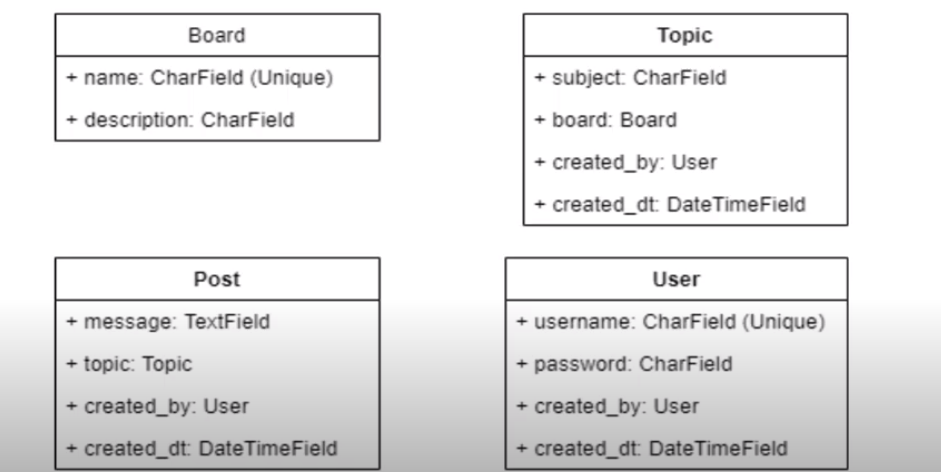 Board
+ name: CharField (Unique)
+ description: CharField
Topic
+ subject: CharField
+ board: Board
+ created_by: User
+ created_dt: DateTimeField
Post
+ message: TextField
+ topic: Topic
+ created_by: User
+ created_dt: DateTimeField
User
+ username: CharField (Unique)
+ password: CharField
+ created_by: User
+ created_dt: DateTimeField